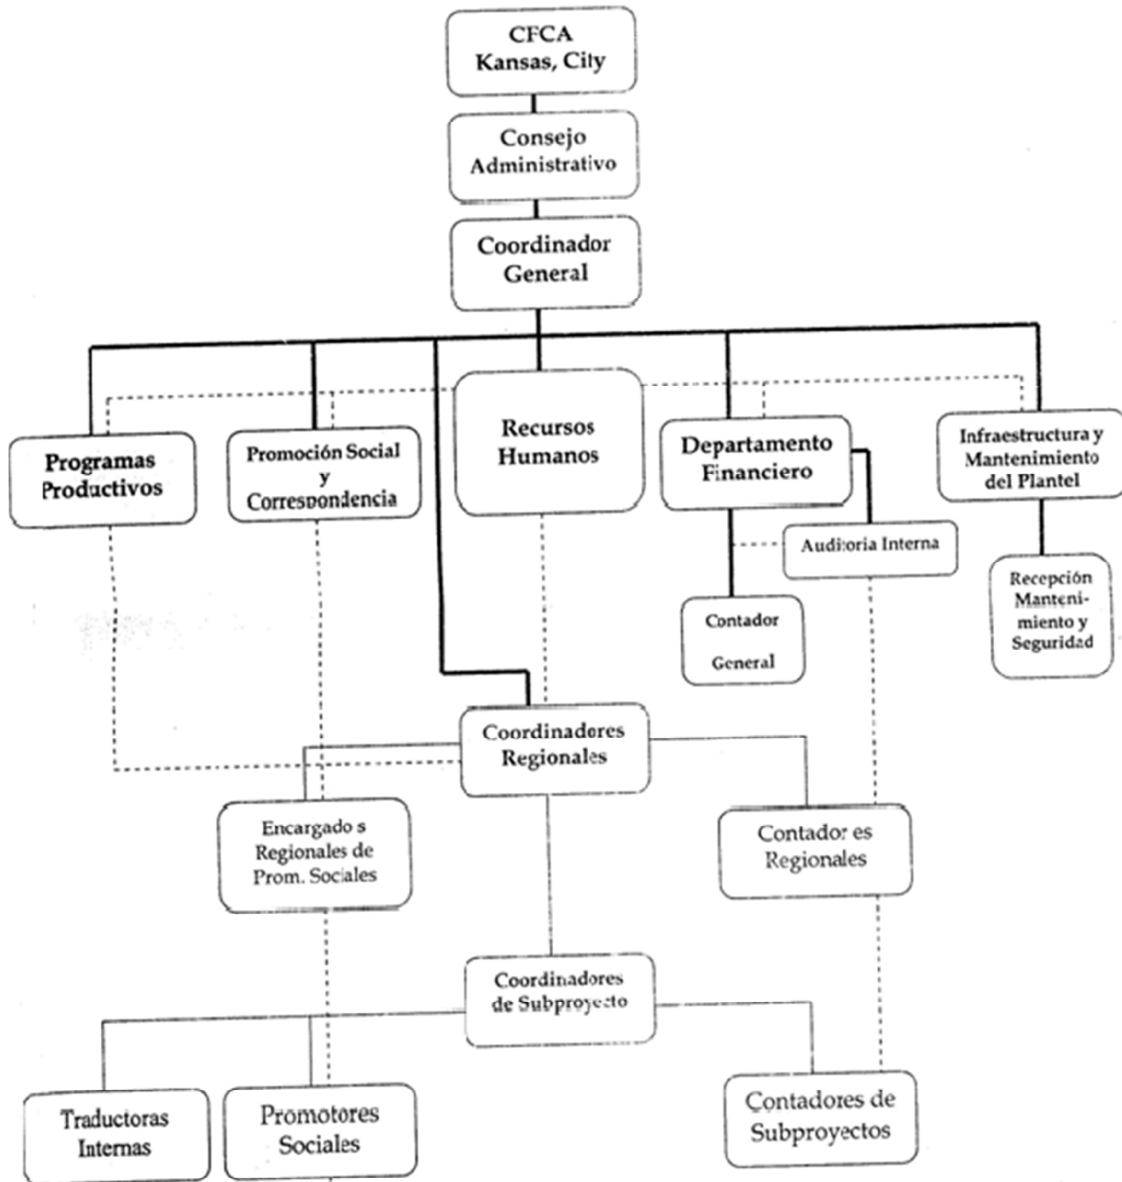 CFCA
Kansas, City
Consejo
Administrativo
Coordinador
General
Programas
Productivos
Promoción Social
y
Correspondencia
Recursos
Humanos
Departamento
Financiero
Infraestructura y
Mantenimiento
del Plantel
Auditoria Interna
Contador
General
Recepción
Manteni-
miento y
Seguridad
Coordinadores
Regionales
Encargado s
Regionales de
Prom. Sociales
Contador es
Regionales
Coordinadores
de Subproyecto
Traductoras
Internas
Promotores
Sociales
Contadores de
Subproyectos